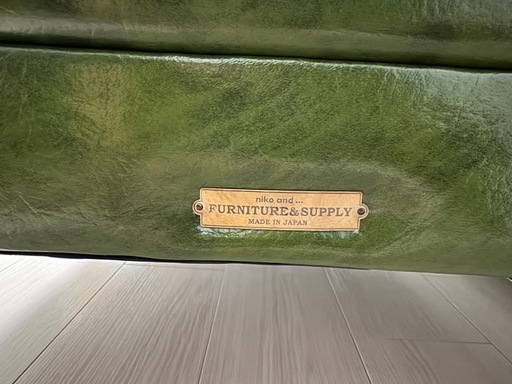 niko and ...
FURNITURE&SUPPLY
MADE IN JAPAN